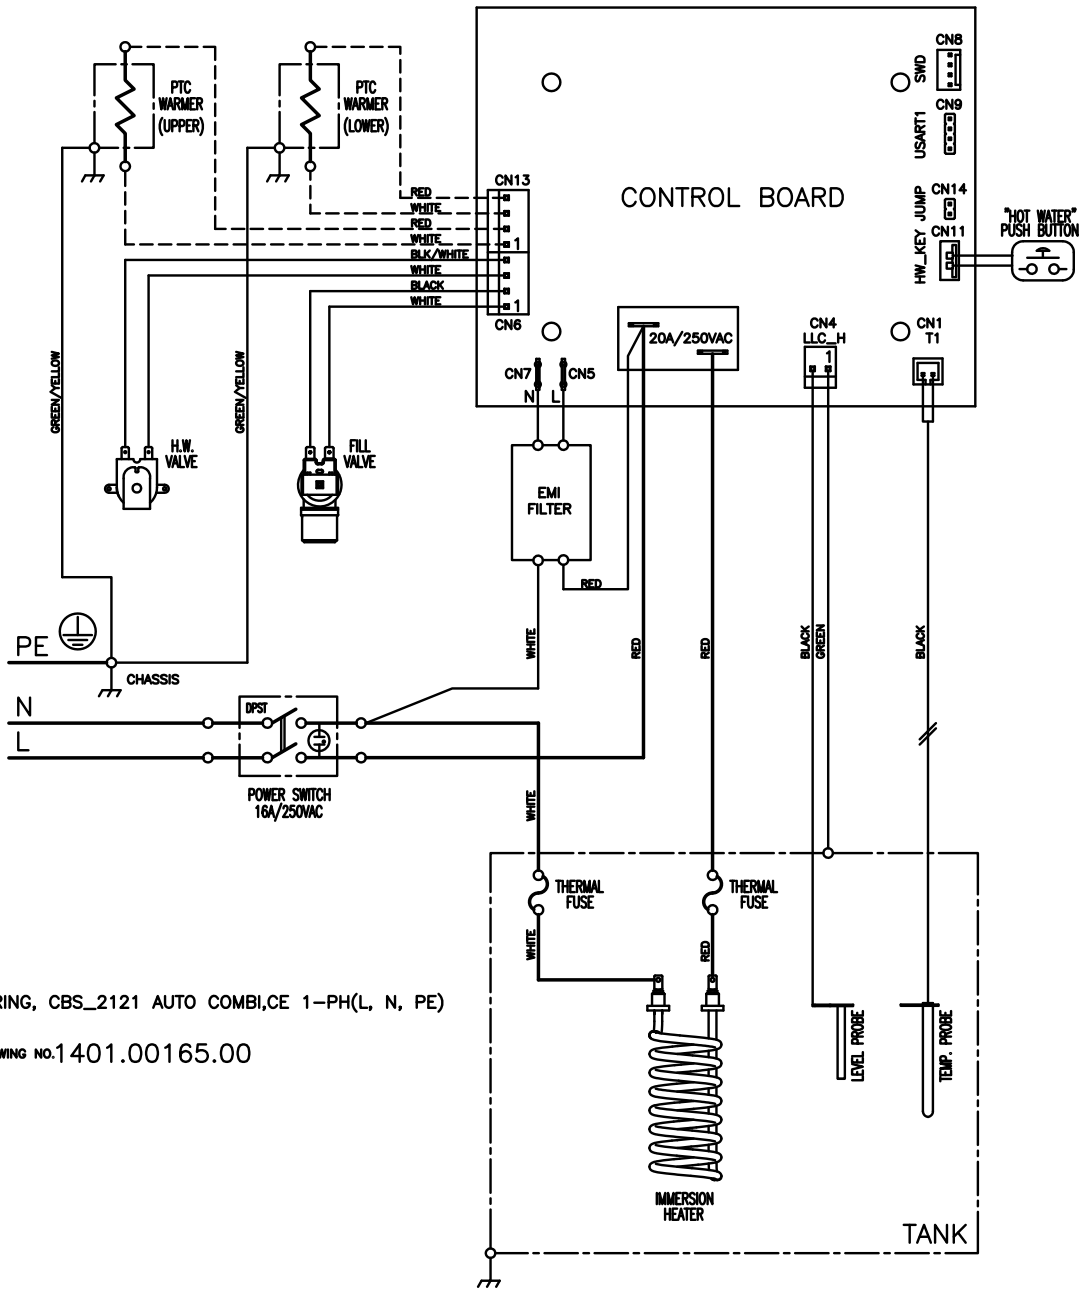 CN8
SWD
CN9
USART1
CN14
JUMP
CN11
HW_KEY
"HOT WATER"
PUSH BUTTON
CONTROL BOARD
PTC
WARMER
(UPPER)
PTC
WARMER
(LOWER)
CN13
RED
WHITE
RED
WHITE
1
BLK/WHITE
WHITE
BLACK
WHITE
1
CN6
20A/250VAC
CN4
LLC_H
1
CN1
T1
CN7
CN5
N
L
GREEN/YELLOW
GREEN/YELLOW
H.W.
VALVE
FILL
VALVE
EMI
FILTER
RED
WHITE
RED
RED
BLACK
GREEN
BLACK
PE
CHASSIS
N
L
DPST
POWER SWITCH
16A/250VAC
WHITE
THERMAL
FUSE
THERMAL
FUSE
WHITE
RED
RING, CBS_2121 AUTO COMBI,CE 1-PH(L, N, PE)
WING NO. 1401.00165.00
LEVEL PROBE
TEMP. PROBE
IMMERSION
HEATER
TANK